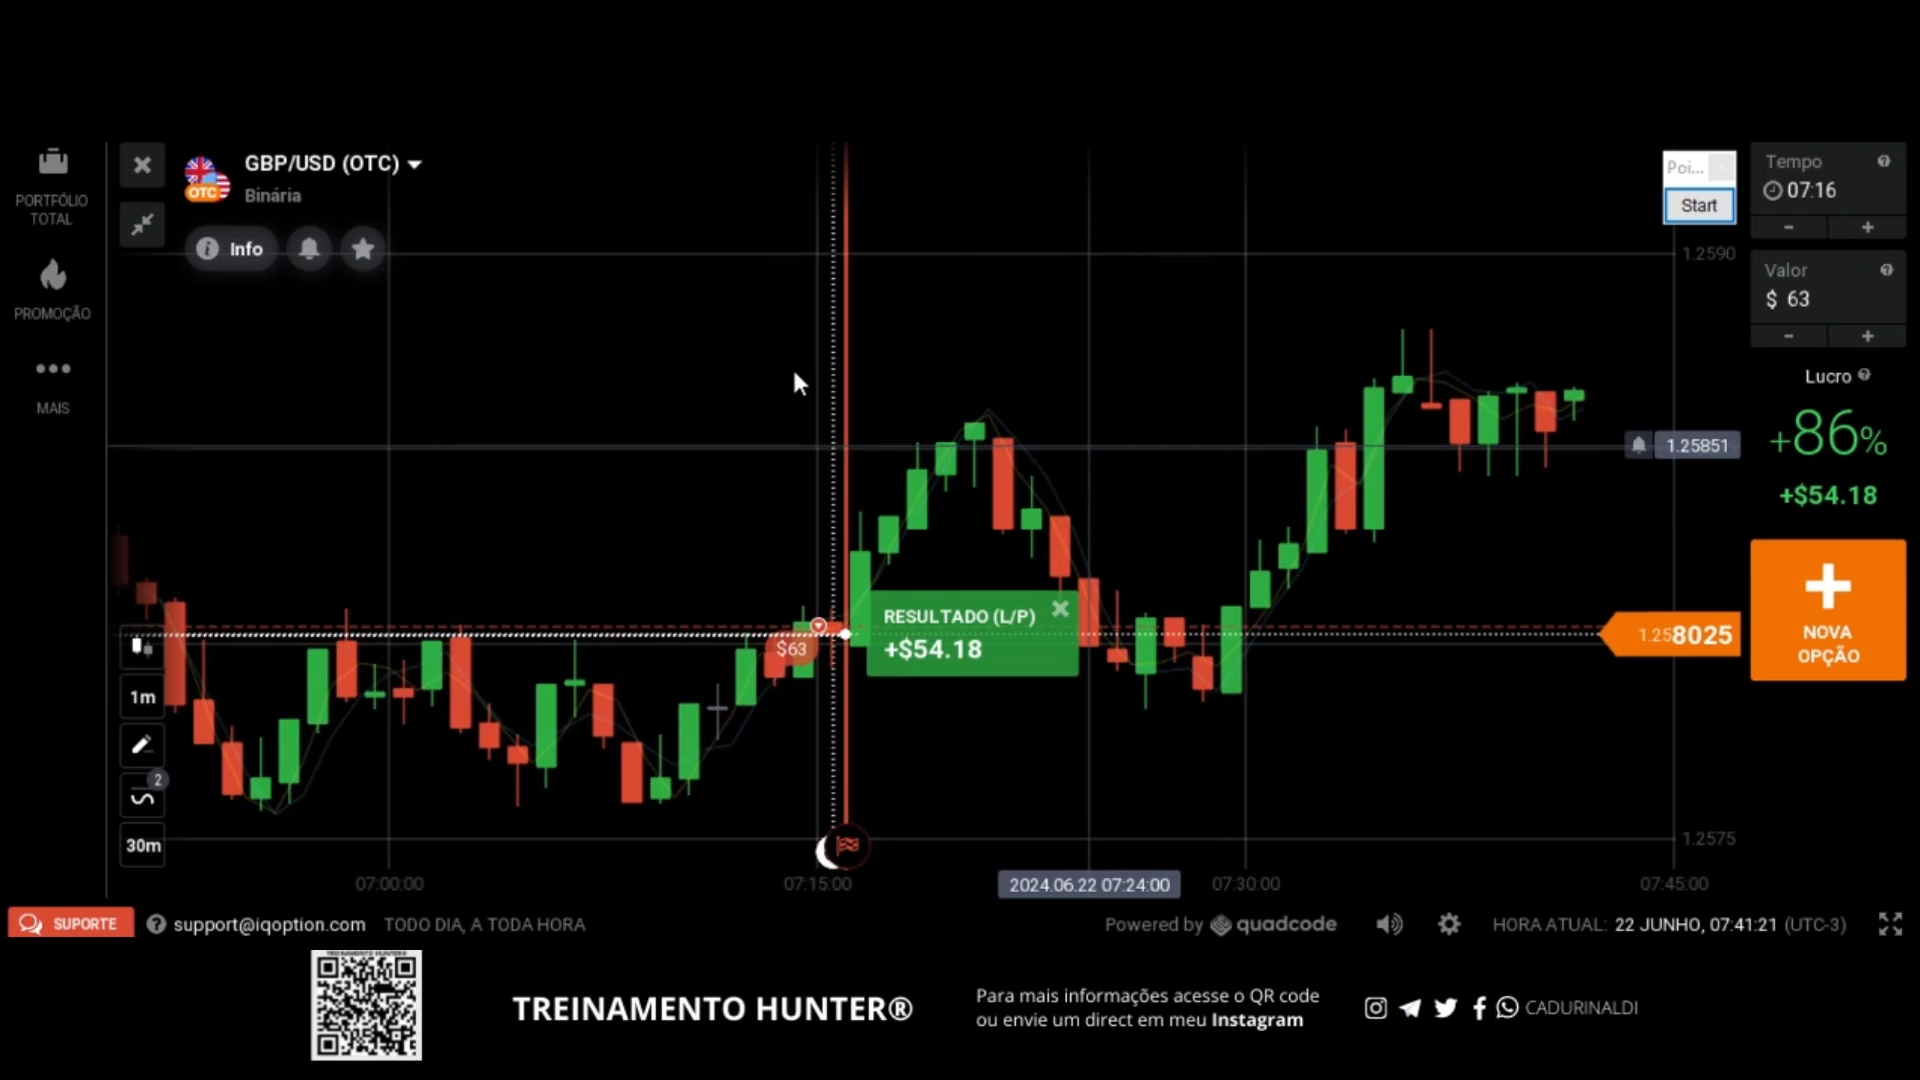 PORTFÓLIO
TOTAL
PROMOÇÃO
MAIS
GBP/USD (OTC)
OTC
Binária
Info
Poi...
Start
Tempo
07:16
Valor
$ 63
Lucro
+86%
+$54.18
NOVA
OPÇÃO
1.2590
1.25851
1.258025
1.2575
$63
RESULTADO (L/P)
+$54.18
1m
2
30m
07:00:00
07:15:00
2024.06.22 07:24:00
07:30:00
07:45:00
SUPORTE
support@iqoption.com
TODO DIA, A TODA HORA
Powered by quadcode
HORA ATUAL: 22 JUNHO, 07:41:21 (UTC-3)
TREINAMENTO HUNTER®
TREINAMENTO HUNTER®
Para mais informações acesse o QR code
ou envie um direct em meu Instagram
CADURINALDI